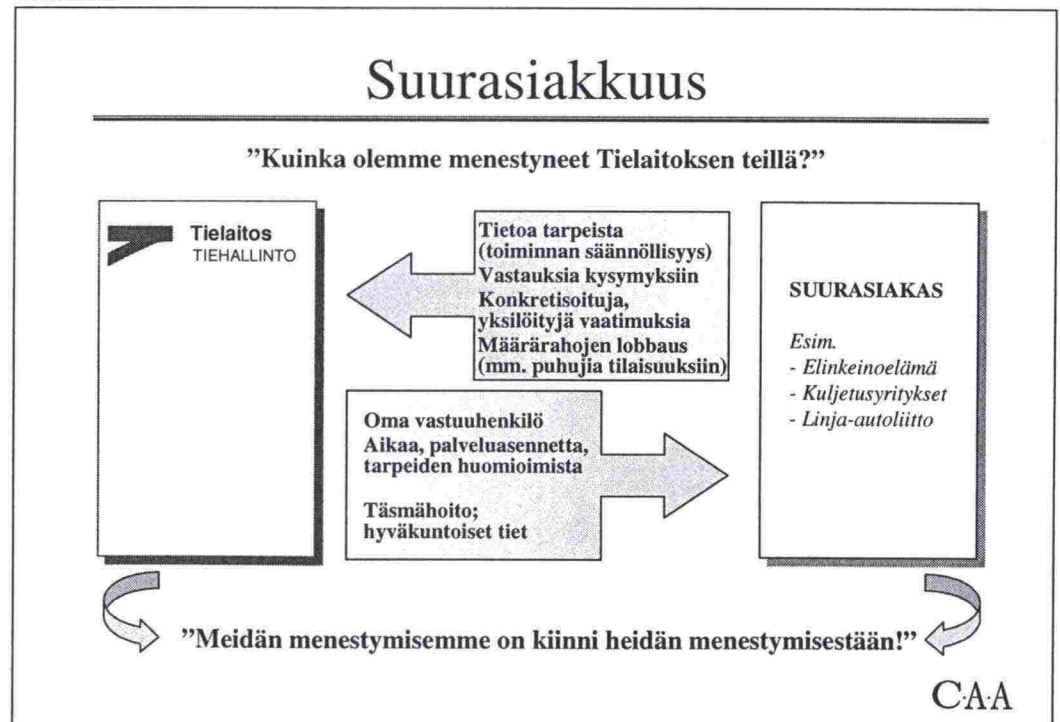 Suurasiakkuus
”Kuinka olemme menestyneet Tielaitoksen teillä?”
Tielaitos
TIEHALLINTO
Tietoa tarpeista
(toiminnan säännöllisyys)
Vastauksia kysymyksiin
Konkretisoituja,
yksilöityjä vaatimuksia
Määrärahojen lobbaus
(mm. puhujia tilaisuuksiin)
Oma vastuuhenkilö
Aikaa, palveluasennetta,
tarpeiden huomioimista
Täsmähoito;
hyväkuntoiset tiet
SUURASIAKAS
Esim.
- Elinkeinoelämä
- Kuljetusyritykset
- Linja-autoliitto
”Meidän menestymisemme on kiinni heidän menestymisestään!”
C·A·A